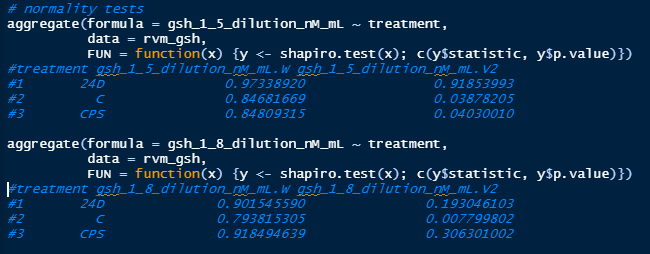 # normality tests
aggregate(formula = gsh_1_5_dilution_nM_mL ~ treatment,
data = rvm_gsh,
FUN = function(x) {y <- shapiro.test(x); c(y$statistic, y$p.value)})
#treatment gsh_1_5_dilution_nM_mL.W gsh_1_5_dilution_nM_mL.V2
#1 24D 0.97338920 0.91853993
#2 C 0.84681669 0.03878205
#3 CPS 0.84809315 0.04030010
aggregate(formula = gsh_1_8_dilution_nM_mL ~ treatment,
data = rvm_gsh,
FUN = function(x) {y <- shapiro.test(x); c(y$statistic, y$p.value)})
#treatment gsh_1_8_dilution_nM_mL.W gsh_1_8_dilution_nM_mL.V2
#1 24D 0.901545590 0.193046103
#2 C 0.793815305 0.007799802
#3 CPS 0.918494639 0.306301002